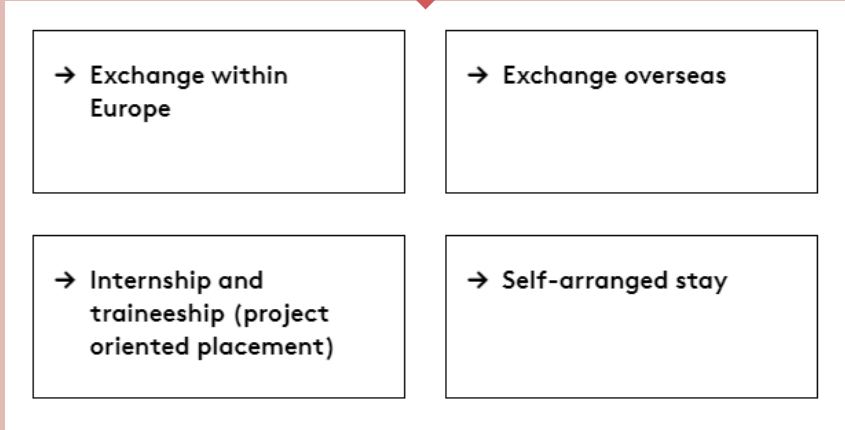 → Exchange within
Europe
→ Exchange overseas
→ Internship and
traineeship (project
oriented placement)
→ Self-arranged stay